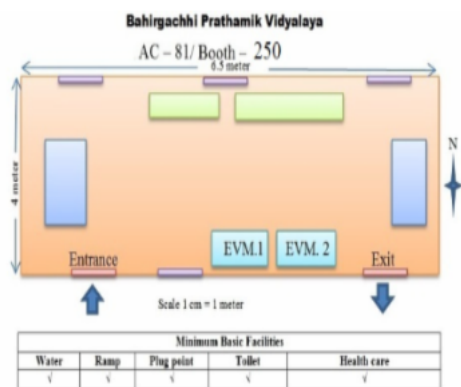 Bahirgachhi Prathamik Vidyalaya
AC – 81/ Booth – 250
6.5 meter
4 meter
N
EVM.1 EVM. 2
Entrance Exit
Scale 1 cm = 1 meter
Minimum Basic Facilities
Water Ramp Plug point Toilet Health care
√ √ √ √ √